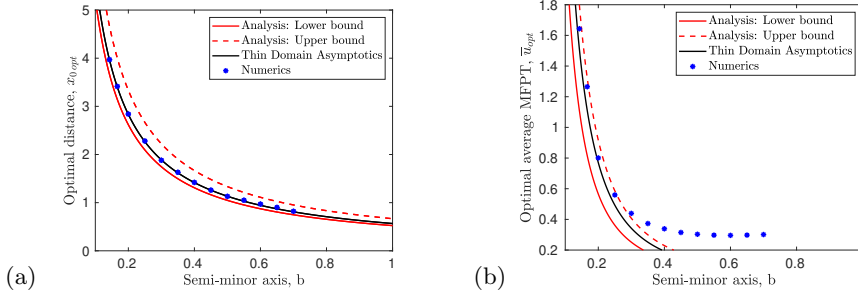 5
4
3
2
1
0
0.2
0.4
0.6
0.8
1
Optimal distance, x0 opt
Semi-minor axis, b
Analysis: Lower bound
Analysis: Upper bound
Thin Domain Asymptotics
Numerics
(a)
1.8
1.6
1.4
1.2
1
0.8
0.6
0.4
0.2
0.2
0.4
0.6
0.8
Optimal average MFPT, u̅opt
Semi-minor axis, b
Analysis: Lower bound
Analysis: Upper bound
Thin Domain Asymptotics
Numerics
(b)